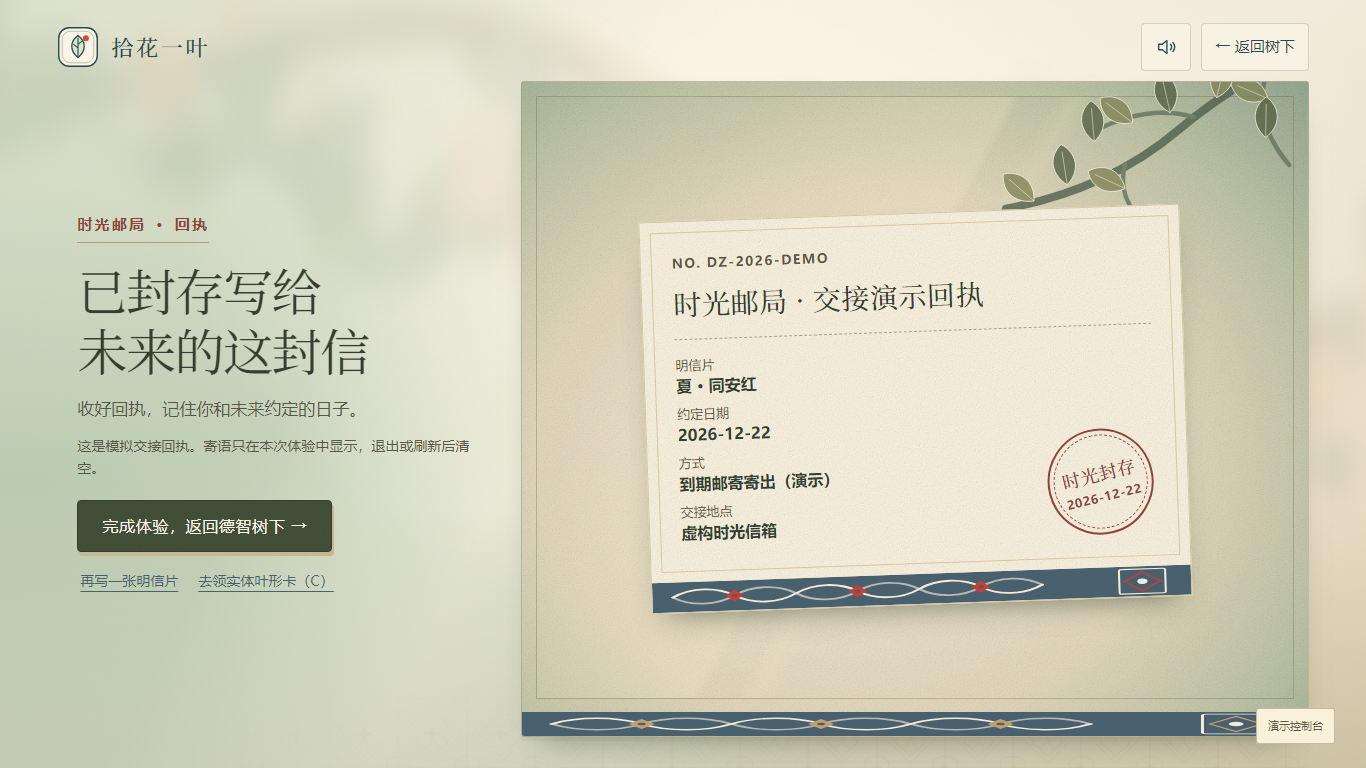 拾花一叶
← 返回树下
时光邮局 • 回执
已封存写给
未来的这封信
收好回执，记住你和未来约定的日子。
这是模拟交接回执。寄语只在本次体验中显示，退出或刷新后清
空。
完成体验，返回德智树下 →
再写一张明信片
去领实体叶形卡（C）
NO. DZ-2026-DEMO
时光邮局 · 交接演示回执
明信片
夏·同安红
约定日期
2026-12-22
方式
到期邮寄寄出（演示）
交接地点
虚构时光信箱
时光封存
2026-12-22
演示控制台